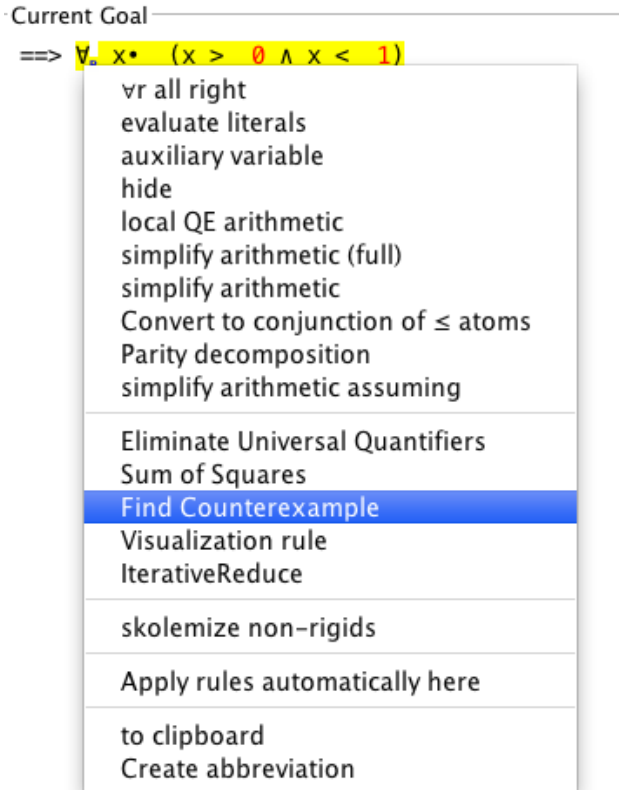 Current Goal
==> ∀ x• (x > 0 ∧ x < 1)
∀r all right
evaluate literals
auxiliary variable
hide
local QE arithmetic
simplify arithmetic (full)
simplify arithmetic
Convert to conjunction of ≤ atoms
Parity decomposition
simplify arithmetic assuming
Eliminate Universal Quantifiers
Sum of Squares
Find Counterexample
Visualization rule
IterativeReduce
skolemize non-rigids
Apply rules automatically here
to clipboard
Create abbreviation